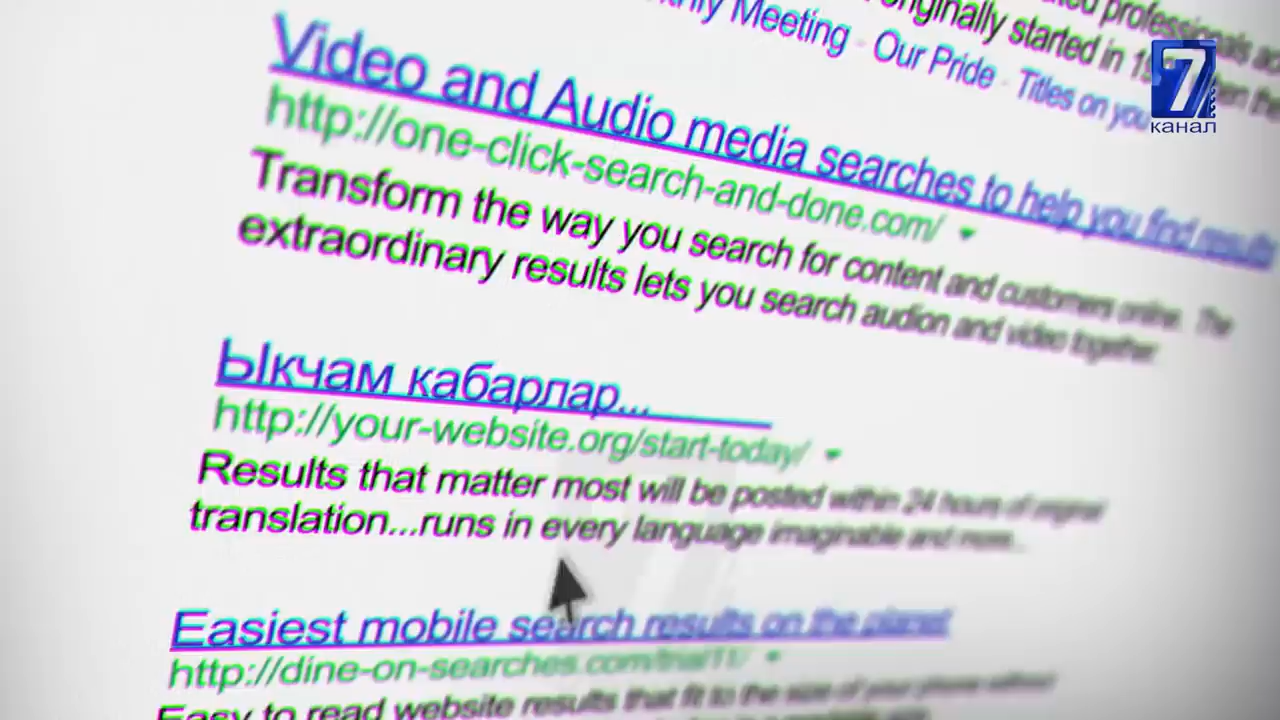 originally started in
Meeting - Our Pride - Titles on you
7
канал
Video and Audio media searches to help you find results
http://one-click-search-and-done.com/
Transform the way you search for content and customers online. The
extraordinary results lets you search audion and video together.
Ыкчам кабарлар...
http://your-website.org/start-today/
Results that matter most will be posted within 24 hours of original
translation...runs in every language imaginable and more...
Easiest mobile search results on the planet
http://dine-on-searches.com/trial11/
Easy to read website results that fit to the size of your phone without